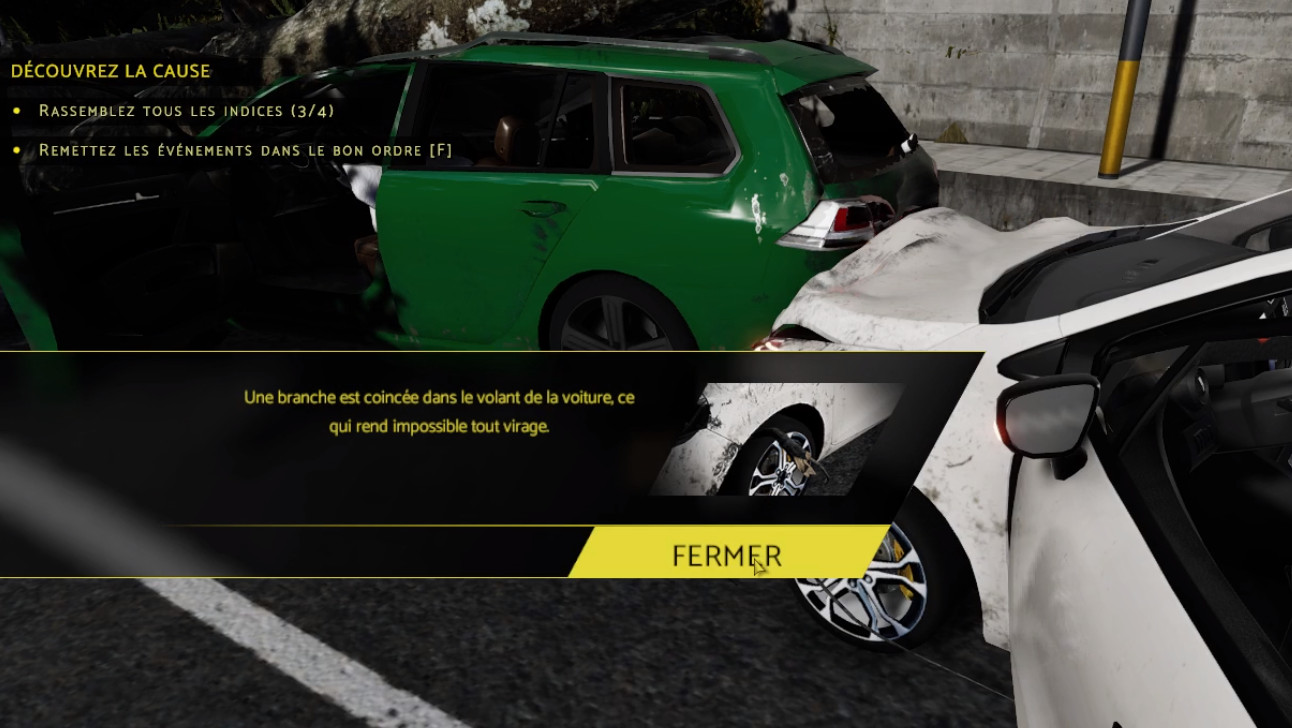 DÉCOUVREZ LA CAUSE
• RASSEMBLEZ TOUS LES INDICES (3/4)
• REMETTEZ LES ÉVÉNEMENTS DANS LE BON ORDRE [F]
Une branche est coincée dans le volant de la voiture, ce
qui rend impossible tout virage.
FERMER